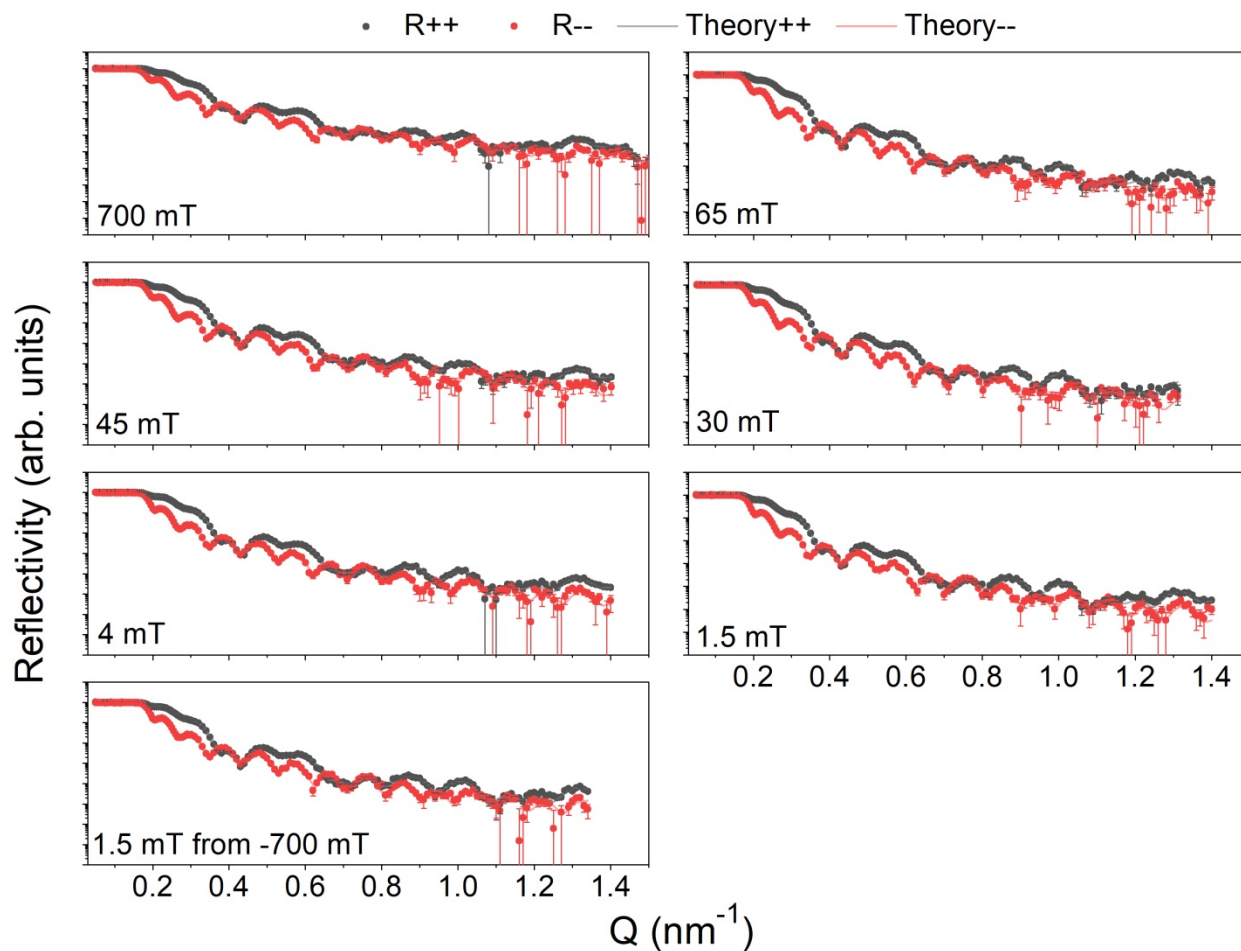 R++ R-- Theory++ Theory--
700 mT
65 mT
45 mT
30 mT
4 mT
1.5 mT
0.2 0.4 0.6 0.8 1.0 1.2 1.4
1.5 mT from -700 mT
0.2 0.4 0.6 0.8 1.0 1.2 1.4
Reflectivity (arb. units)
Q (nm⁻¹)